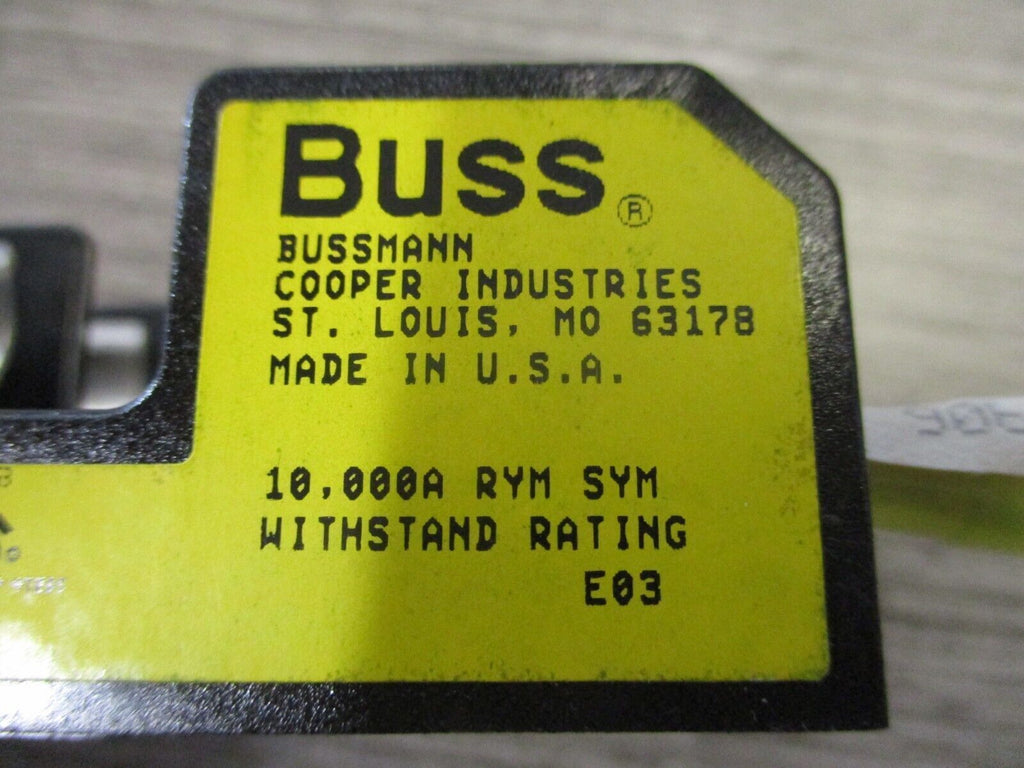 Buss®
BUSSMANN
COOPER INDUSTRIES
ST. LOUIS, MO 63178
MADE IN U.S.A.
10,000A RYM SYM
WITHSTAND RATING
E03